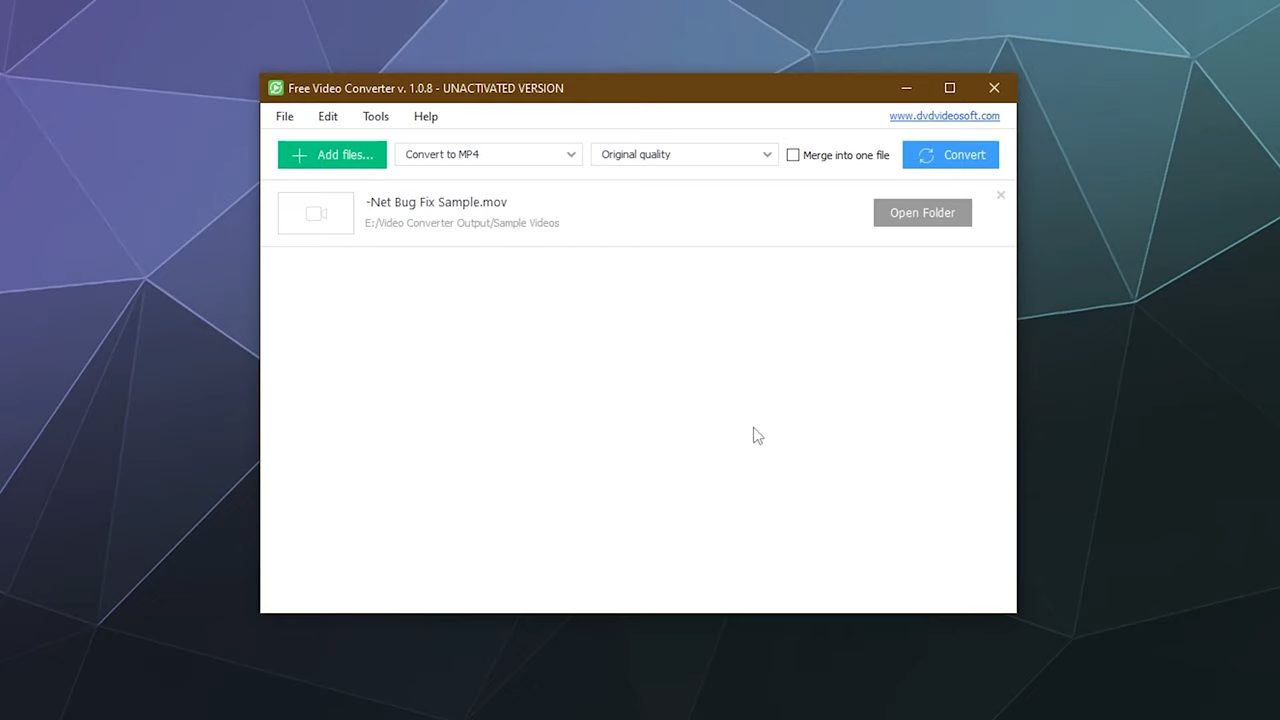 Free Video Converter v. 1.0.8 - UNACTIVATED VERSION
File Edit Tools Help www.dvdvideosoft.com
Add files... Convert to MP4 Original quality Merge into one file Convert
-Net Bug Fix Sample.mov
E:/Video Converter Output/Sample Videos
Open Folder